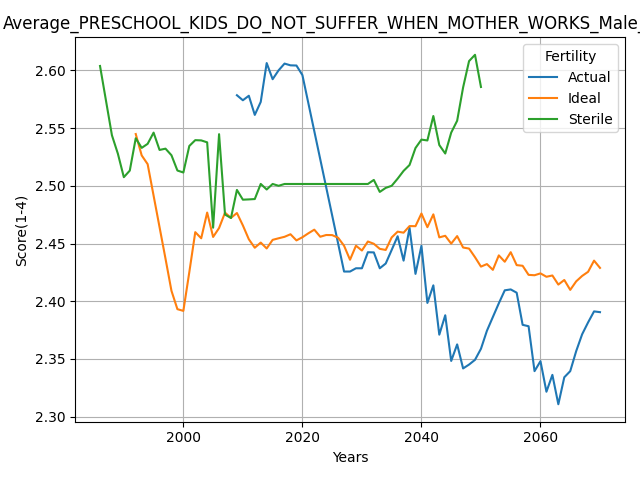 Average_PRESCHOOL_KIDS_DO_NOT_SUFFER_WHEN_MOTHER_WORKS_Male_
Fertility
Actual
Ideal
Sterile
Score(1-4)
2.60
2.55
2.50
2.45
2.40
2.35
2.30
2000
2020
2040
2060
Years